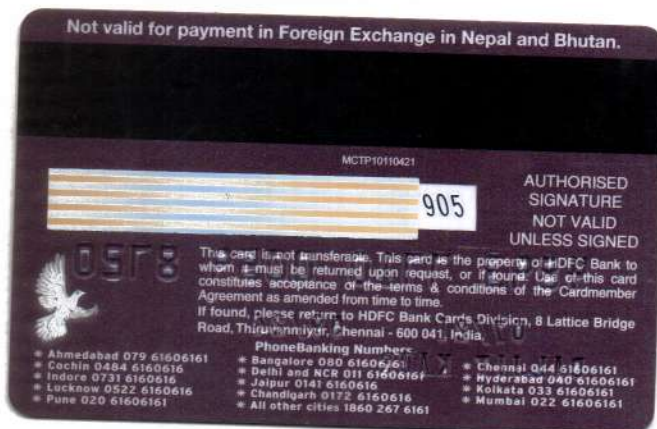 Not valid for payment in Foreign Exchange in Nepal and Bhutan.
MCTP10110421
905
AUTHORISED
SIGNATURE
NOT VALID
UNLESS SIGNED
This card is not transferable. This card is the property of HDFC Bank to
whom it must be returned upon request, or if found. Use of this card
constitutes acceptance of the terms & conditions of the Cardmember
Agreement as amended from time to time.
If found, please return to HDFC Bank Cards Division, 8 Lattice Bridge
Road, Thiruvanmiyur, Chennai - 600 041, India.
PhoneBanking Numbers
* Ahmedabad 079 61606161
* Cochin 0484 6160616
* Indore 0731 6160616
* Lucknow 0522 6160616
* Pune 020 61606161
* Bangalore 080 61606161
* Delhi and NCR 011 61606161
* Jaipur 0141 6160616
* Chandigarh 0172 6160616
* All other cities 1860 267 6161
* Chennai 044 61606161
* Hyderabad 040 61606161
* Kolkata 033 61606161
* Mumbai 022 61606161